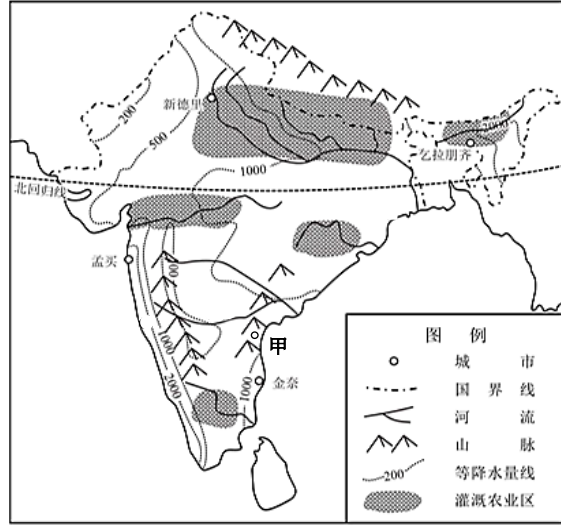 新德里
200
500
1000
2000
乞拉朋齐
北回归线
孟买
1000
2000
甲
金奈
1000
图 例
城 市
国 界 线
河 流
山 脉
200
等降水量线
灌溉农业区